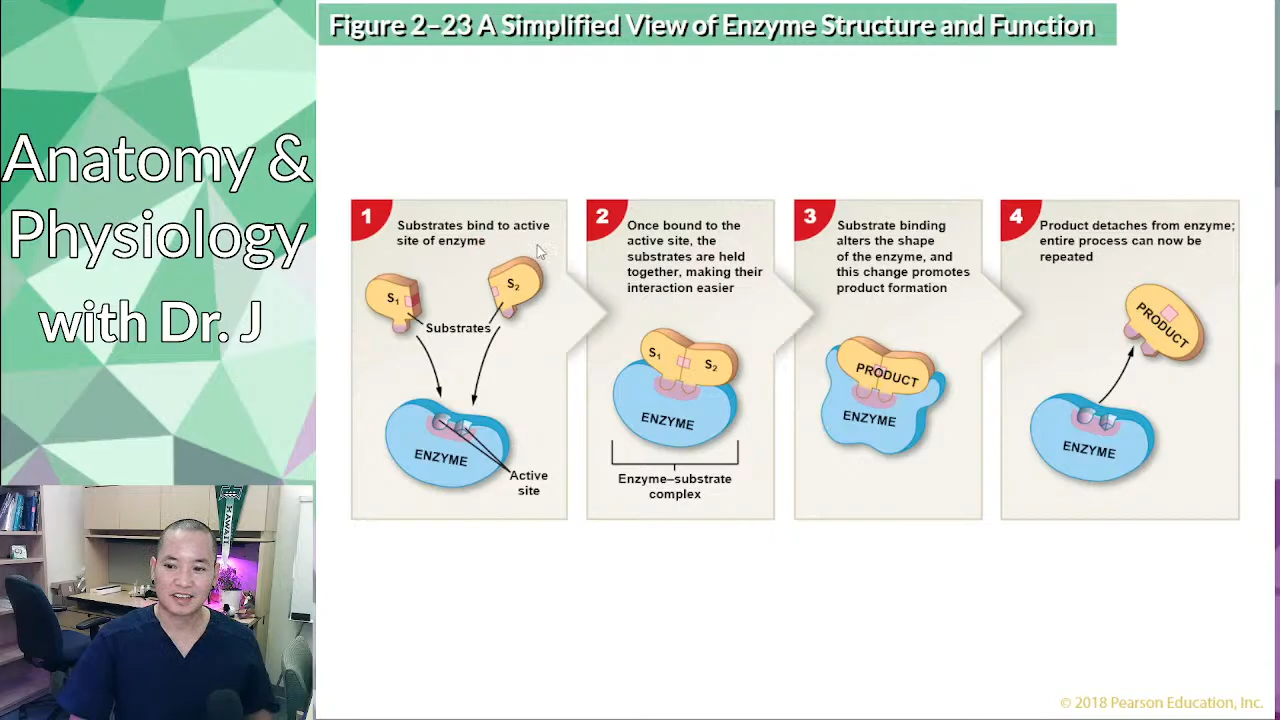 Figure 2–23 A Simplified View of Enzyme Structure and Function
Anatomy &
Physiology
with Dr. J
1
Substrates bind to active
site of enzyme
S1
S2
Substrates
ENZYME
Active
site
2
Once bound to the
active site, the
substrates are held
together, making their
interaction easier
S1
S2
ENZYME
Enzyme–substrate
complex
3
Substrate binding
alters the shape
of the enzyme, and
this change promotes
product formation
PRODUCT
ENZYME
4
Product detaches from enzyme;
entire process can now be
repeated
PRODUCT
ENZYME
HAWAII
© 2018 Pearson Education, Inc.